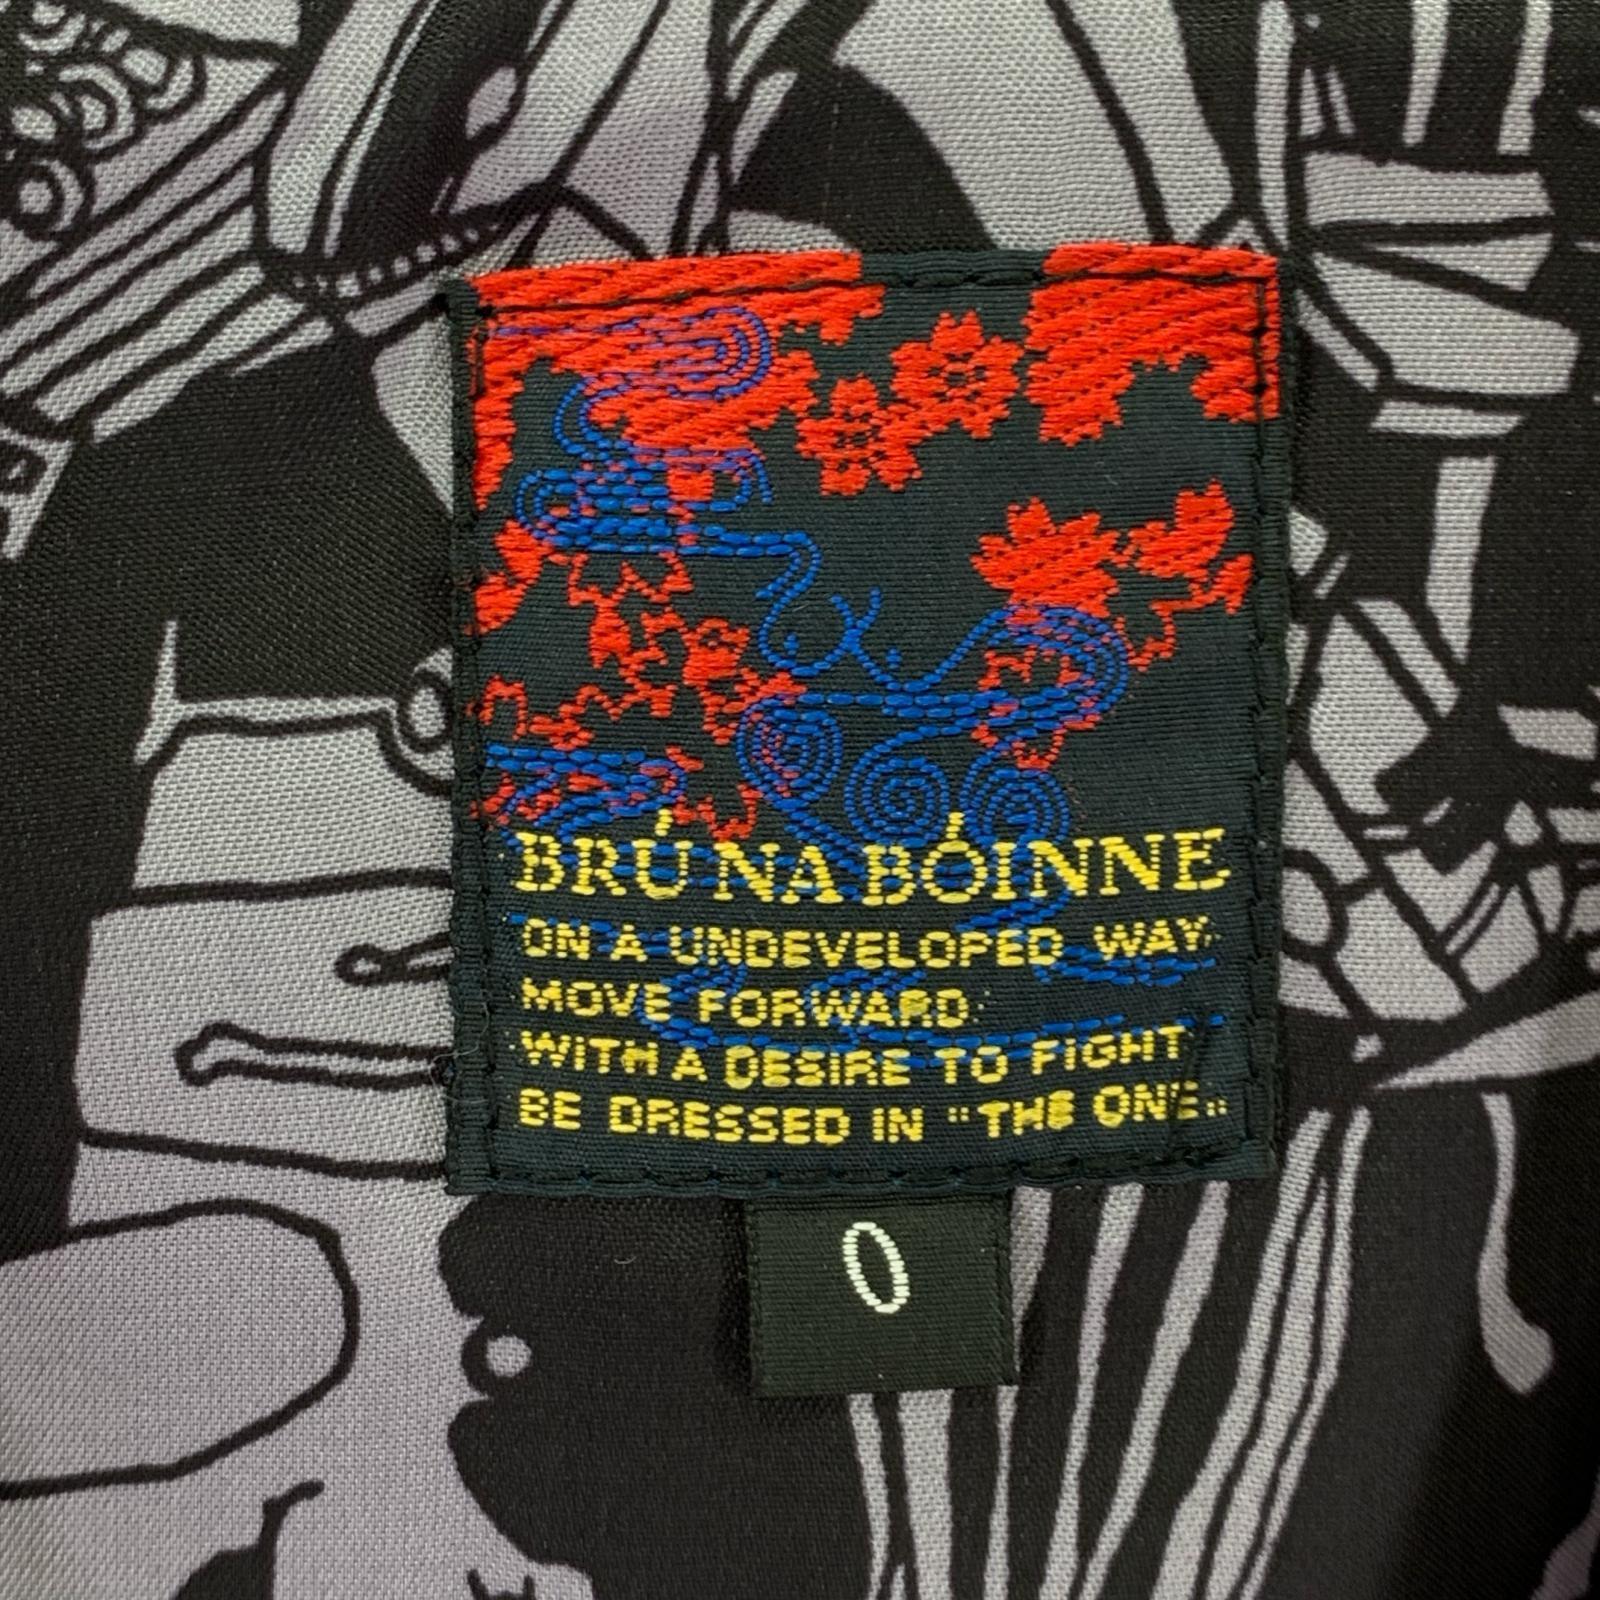 BRÚ NA BÓINNE
ON A UNDEVELOPED WAY.
MOVE FORWARD.
WITH A DESIRE TO FIGHT
BE DRESSED IN "THE ONE"
0